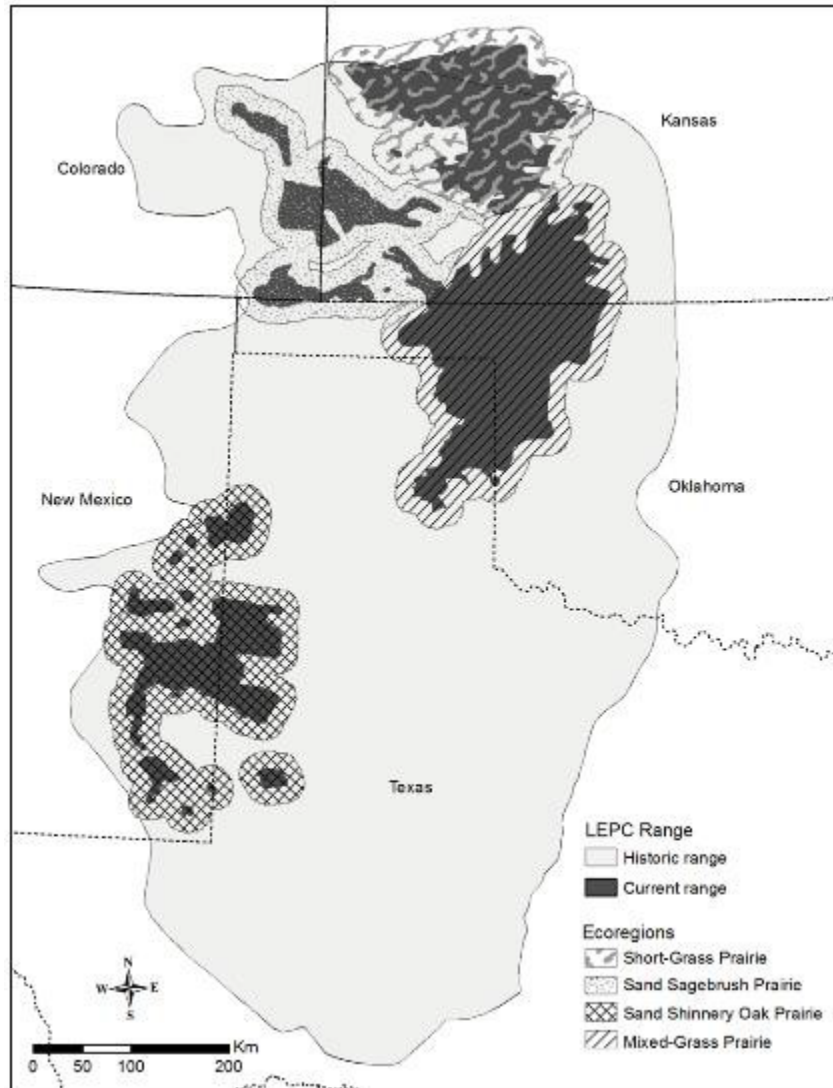 Kansas
Colorado
New Mexico
Oklahoma
Texas
LEPC Range
Historic range
Current range
Ecoregions
Short-Grass Prairie
Sand Sagebrush Prairie
Sand Shinnery Oak Prairie
Mixed-Grass Prairie
N
W E
S
Km
0 50 100 200